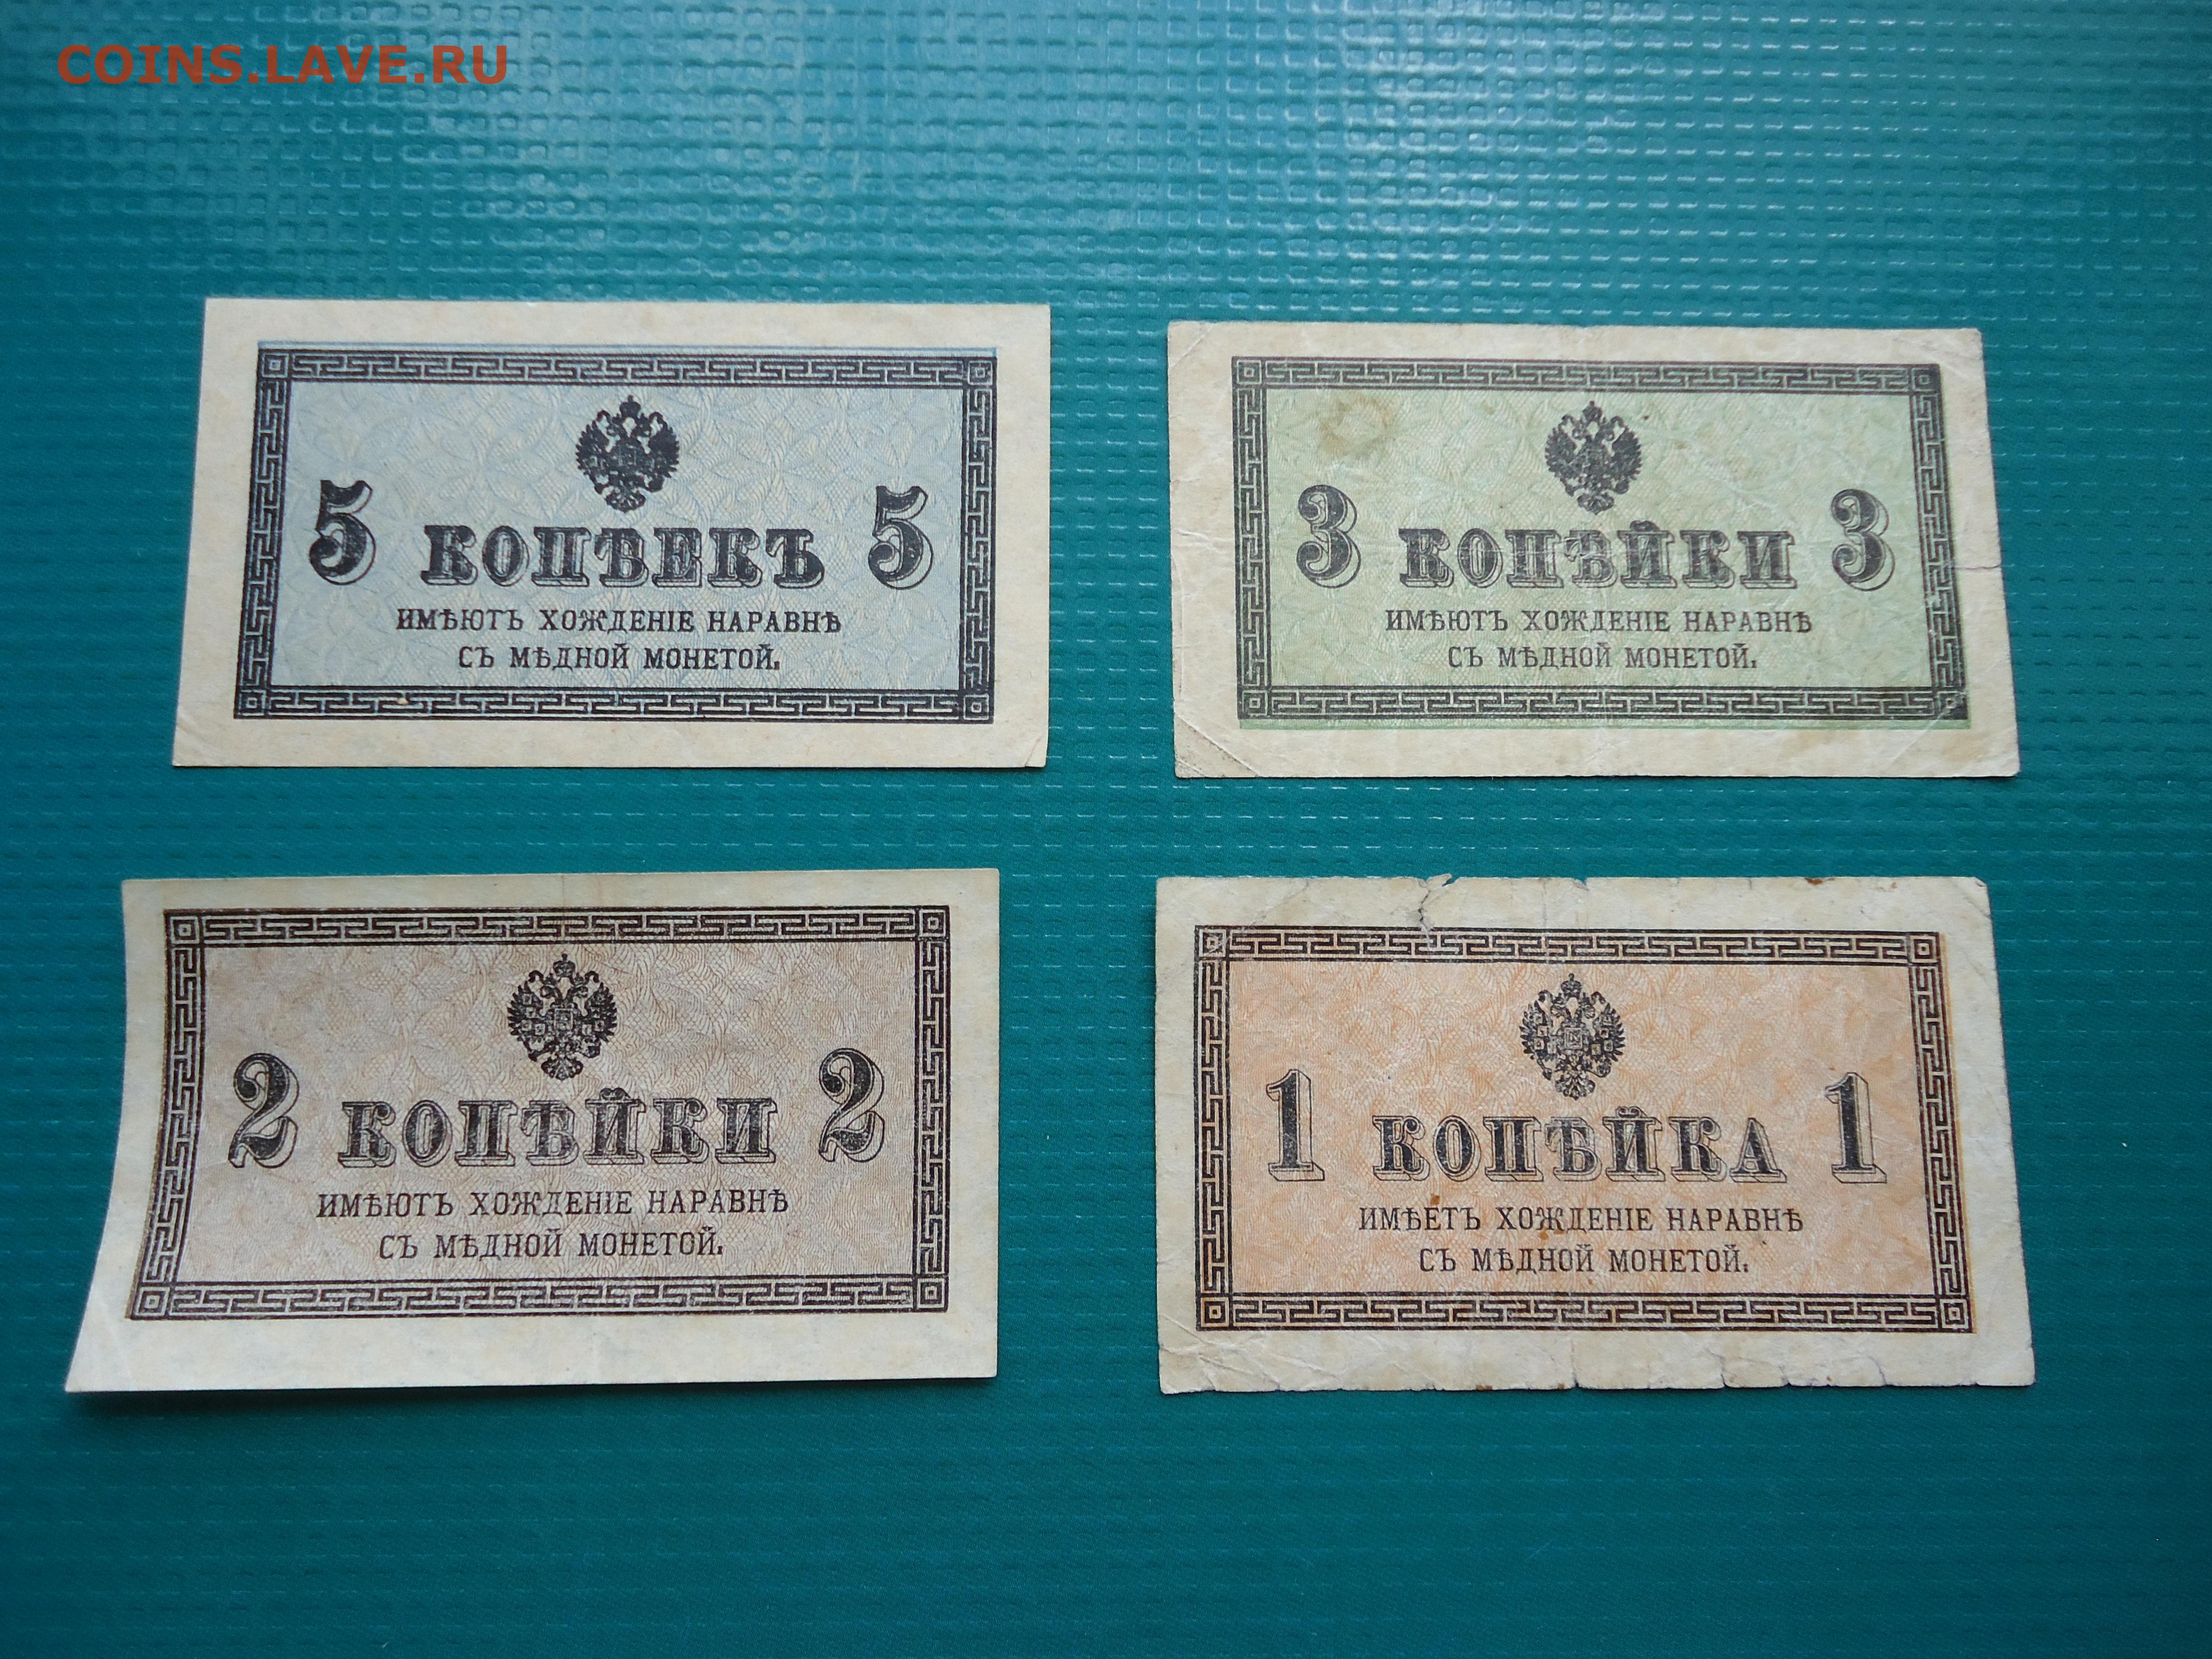 COINS.LAVE.RU
5 КОПѢЕКЪ 5
ИМѢЮТЪ ХОЖДЕНІЕ НАРАВНѢ
СЪ МѢДНОЙ МОНЕТОЙ.
3 КОПѢЙКИ 3
ИМѢЮТЪ ХОЖДЕНІЕ НАРАВНѢ
СЪ МѢДНОЙ МОНЕТОЙ.
2 КОПѢЙКИ 2
ИМѢЮТЪ ХОЖДЕНІЕ НАРАВНѢ
СЪ МѢДНОЙ МОНЕТОЙ.
1 КОПѢЙКА 1
ИМѢЕТЪ ХОЖДЕНІЕ НАРАВНѢ
СЪ МѢДНОЙ МОНЕТОЙ.